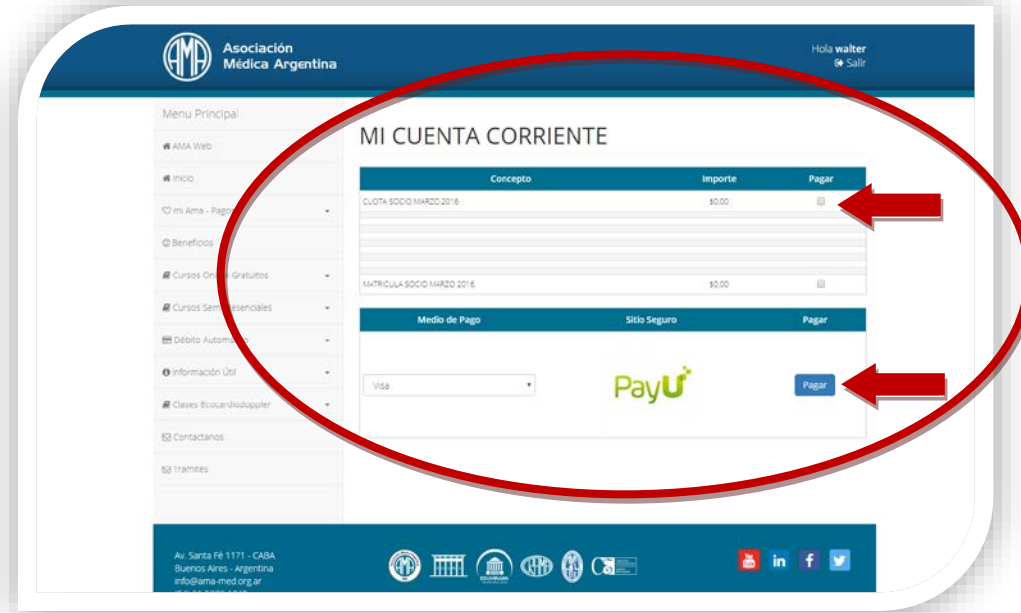 AMA
Asociación
Médica Argentina
Hola walter
Salir
Menu Principal
AMA Web
Inicio
mi Ama - Pagos
Beneficios
Cursos Online Gratuitos
Cursos Semipresenciales
Débito Automático
Información Útil
Clases Ecocardiodoppler
Contactanos
Tramites
MI CUENTA CORRIENTE
Concepto Importe Pagar
CUOTA SOCIO MARZO 2016 $0.00
MATRICULA SOCIO MARZO 2016 $0.00
Medio de Pago Sitio Seguro Pagar
Visa PayU Pagar
Av. Santa Fé 1171 - CABA
Buenos Aires - Argentina
info@ama-med.org.ar
in f